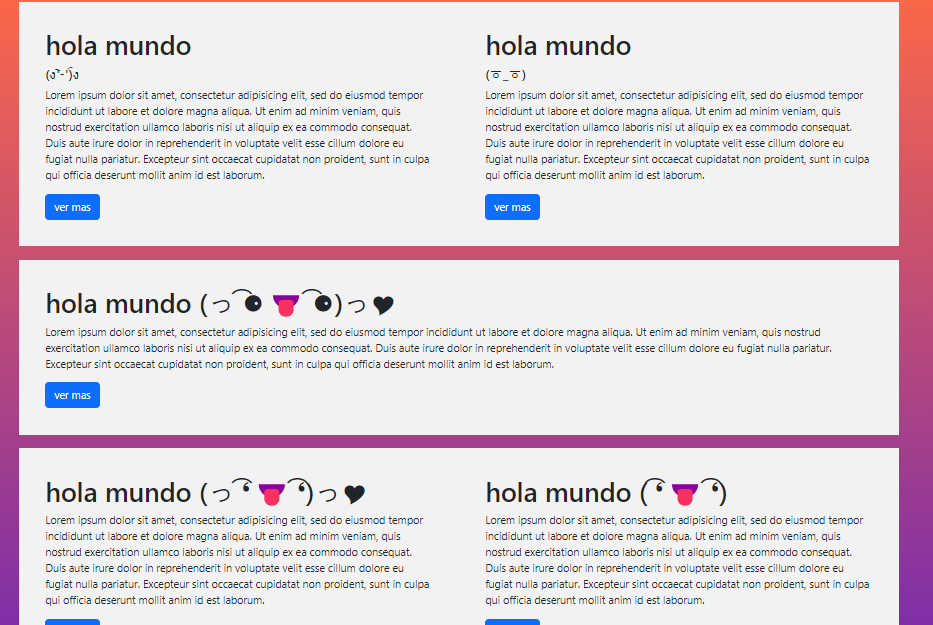 hola mundo
(ง'̀-'́)ง
Lorem ipsum dolor sit amet, consectetur adipisicing elit, sed do eiusmod tempor
incididunt ut labore et dolore magna aliqua. Ut enim ad minim veniam, quis
nostrud exercitation ullamco laboris nisi ut aliquip ex ea commodo consequat.
Duis aute irure dolor in reprehenderit in voluptate velit esse cillum dolore eu
fugiat nulla pariatur. Excepteur sint occaecat cupidatat non proident, sunt in culpa
qui officia deserunt mollit anim id est laborum.
ver mas
hola mundo
(ㆆ_ㆆ)
Lorem ipsum dolor sit amet, consectetur adipisicing elit, sed do eiusmod tempor
incididunt ut labore et dolore magna aliqua. Ut enim ad minim veniam, quis
nostrud exercitation ullamco laboris nisi ut aliquip ex ea commodo consequat.
Duis aute irure dolor in reprehenderit in voluptate velit esse cillum dolore eu
fugiat nulla pariatur. Excepteur sint occaecat cupidatat non proident, sunt in culpa
qui officia deserunt mollit anim id est laborum.
ver mas
hola mundo (っ ͡⚈ 👅 ͡⚈)っ ❤
Lorem ipsum dolor sit amet, consectetur adipisicing elit, sed do eiusmod tempor incididunt ut labore et dolore magna aliqua. Ut enim ad minim veniam, quis nostrud
exercitation ullamco laboris nisi ut aliquip ex ea commodo consequat. Duis aute irure dolor in reprehenderit in voluptate velit esse cillum dolore eu fugiat nulla pariatur.
Excepteur sint occaecat cupidatat non proident, sunt in culpa qui officia deserunt mollit anim id est laborum.
ver mas
hola mundo (っ ͡❛ 👅 ͡❛)っ ❤
Lorem ipsum dolor sit amet, consectetur adipisicing elit, sed do eiusmod tempor
incididunt ut labore et dolore magna aliqua. Ut enim ad minim veniam, quis
nostrud exercitation ullamco laboris nisi ut aliquip ex ea commodo consequat.
Duis aute irure dolor in reprehenderit in voluptate velit esse cillum dolore eu
fugiat nulla pariatur. Excepteur sint occaecat cupidatat non proident, sunt in culpa
qui officia deserunt mollit anim id est laborum.
hola mundo ( ͡❛ 👅 ͡❛)
Lorem ipsum dolor sit amet, consectetur adipisicing elit, sed do eiusmod tempor
incididunt ut labore et dolore magna aliqua. Ut enim ad minim veniam, quis
nostrud exercitation ullamco laboris nisi ut aliquip ex ea commodo consequat.
Duis aute irure dolor in reprehenderit in voluptate velit esse cillum dolore eu
fugiat nulla pariatur. Excepteur sint occaecat cupidatat non proident, sunt in culpa
qui officia deserunt mollit anim id est laborum.